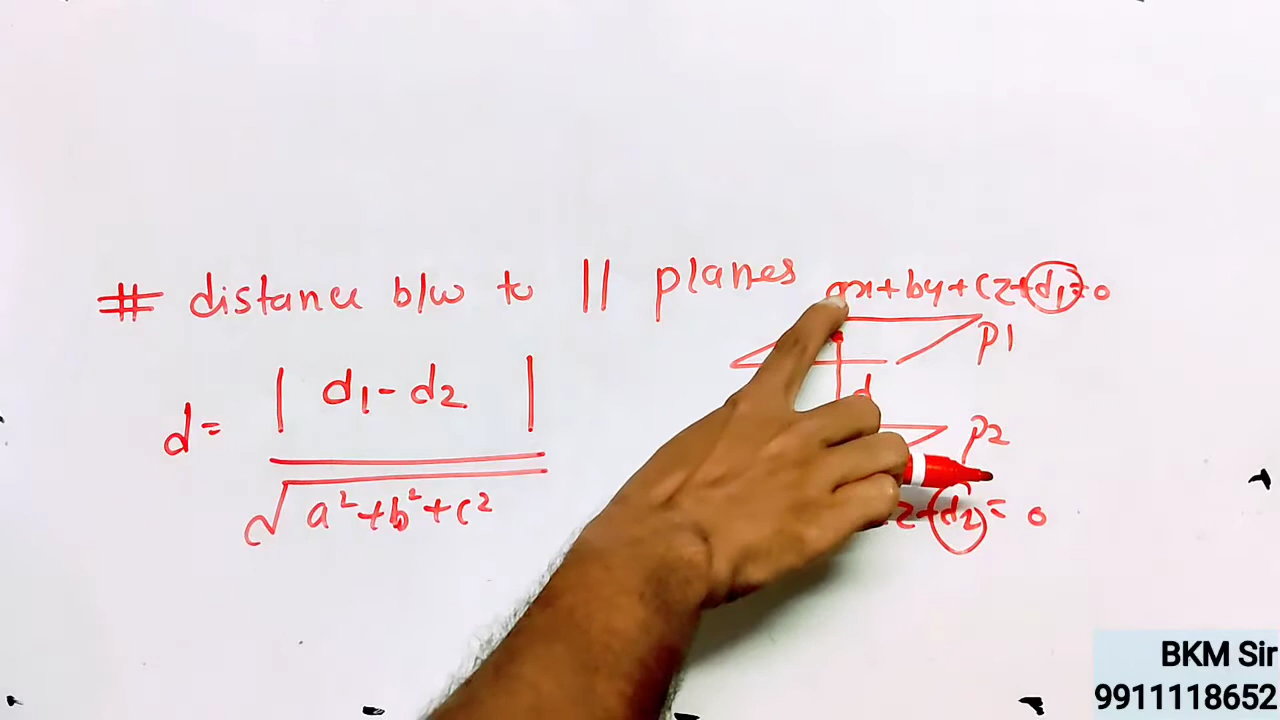 # distance b/w to || planes ax+by+cz+d1=0
P1
d= | d1-d2 |
d
P2
√a²+b²+c²
z+d2=0
BKM Sir
9911118652